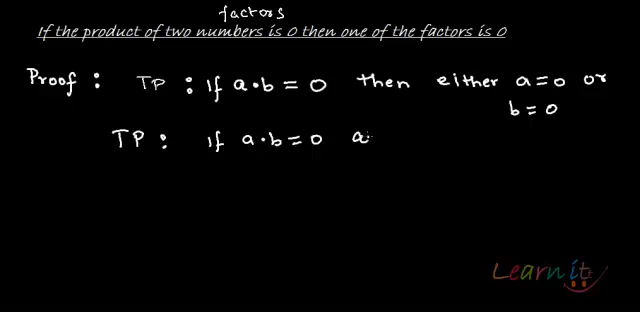 factors
If the product of two numbers is 0 then one of the factors is 0
Proof : TP : If a · b = 0 then either a = 0 or
b = 0
TP : If a · b = 0 a
Learnit